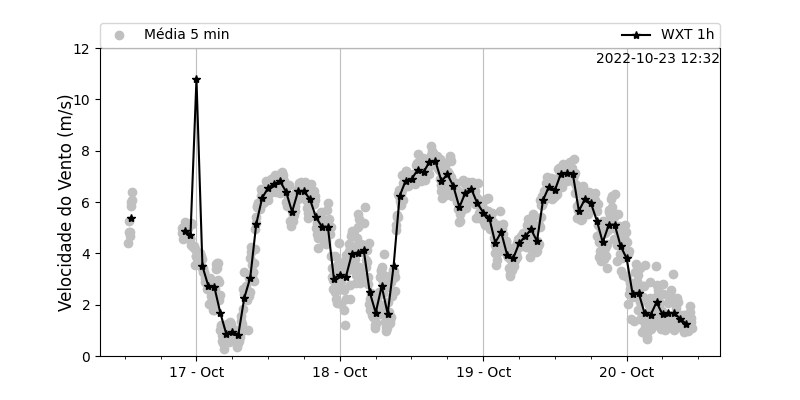 Média 5 min
WXT 1h
2022-10-23 12:32
Velocidade do Vento (m/s)
12
10
8
6
4
2
0
17 - Oct
18 - Oct
19 - Oct
20 - Oct